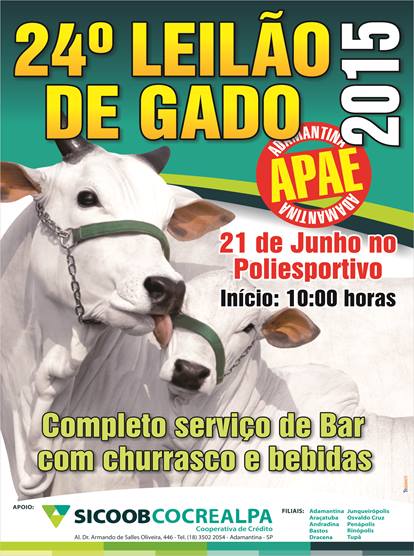 24º LEILÃO
DE GADO
2015
ADAMANTINA
APAE
ADAMANTINA
21 de Junho no
Poliesportivo
Início: 10:00 horas
Completo serviço de Bar
com churrasco e bebidas
APOIO:
SICOOB COCREALPA
Cooperativa de Crédito
Al. Dr. Armando de Salles Oliveira, 446 - Tel. (18) 3502 2054 - Adamantina - SP
FILIAIS:
Adamantina Junqueirópolis
Araçatuba Osvaldo Cruz
Andradina Penápolis
Bastos Rinópolis
Dracena Tupã